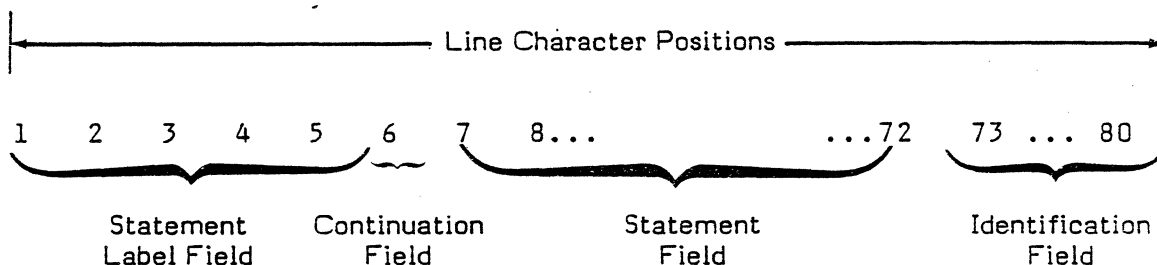 Line Character Positions
1 2 3 4 5 6 7 8... ...72 73 ... 80
Statement Continuation Statement Identification
Label Field Field Field Field